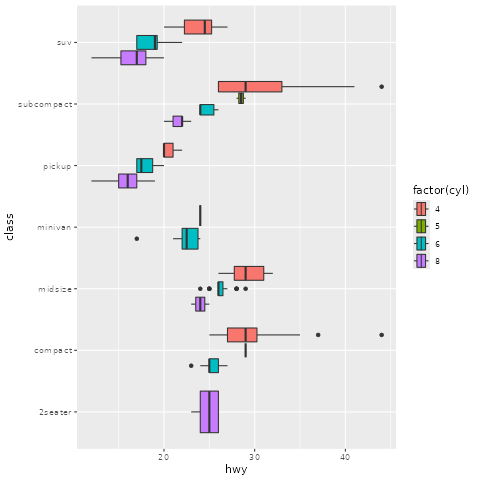 suv
subcompact
pickup
minivan
midsize
compact
2seater
class
20 30 40
hwy
factor(cyl)
4
5
6
8